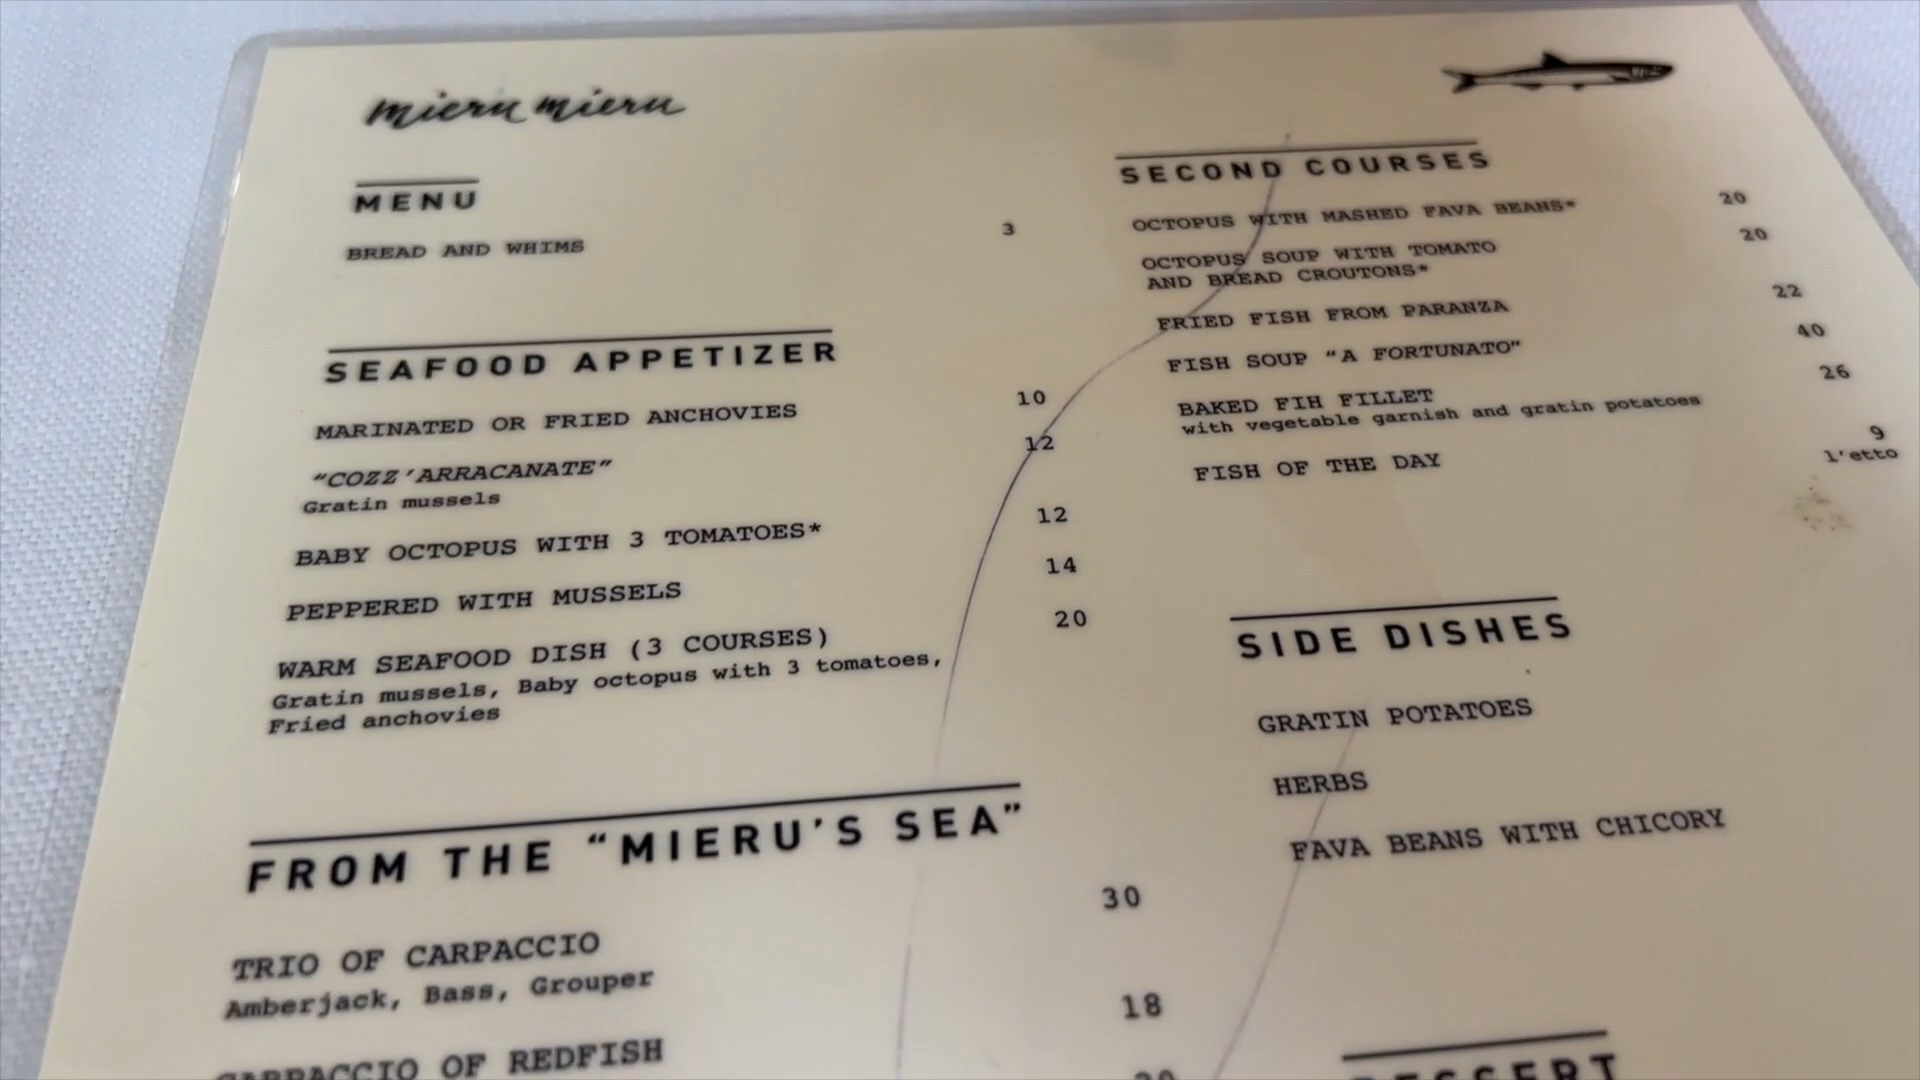 mieru mieru
MENU
BREAD AND WHIMS 3
SEAFOOD APPETIZER
MARINATED OR FRIED ANCHOVIES 10
"COZZ'ARRACANATE" 12
Gratin mussels
BABY OCTOPUS WITH 3 TOMATOES* 12
PEPPERED WITH MUSSELS 14
WARM SEAFOOD DISH (3 COURSES) 20
Gratin mussels, Baby octopus with 3 tomatoes,
Fried anchovies
FROM THE "MIERU'S SEA"
TRIO OF CARPACCIO 30
Amberjack, Bass, Grouper
CARPACCIO OF REDFISH 18
SECOND COURSES
OCTOPUS WITH MASHED FAVA BEANS* 20
OCTOPUS SOUP WITH TOMATO 20
AND BREAD CROUTONS*
FRIED FISH FROM PARANZA 22
FISH SOUP "A FORTUNATO" 40
BAKED FIH FILLET 26
with vegetable garnish and gratin potatoes
FISH OF THE DAY 9
l'etto
SIDE DISHES
GRATIN POTATOES
HERBS
FAVA BEANS WITH CHICORY
DESSERT